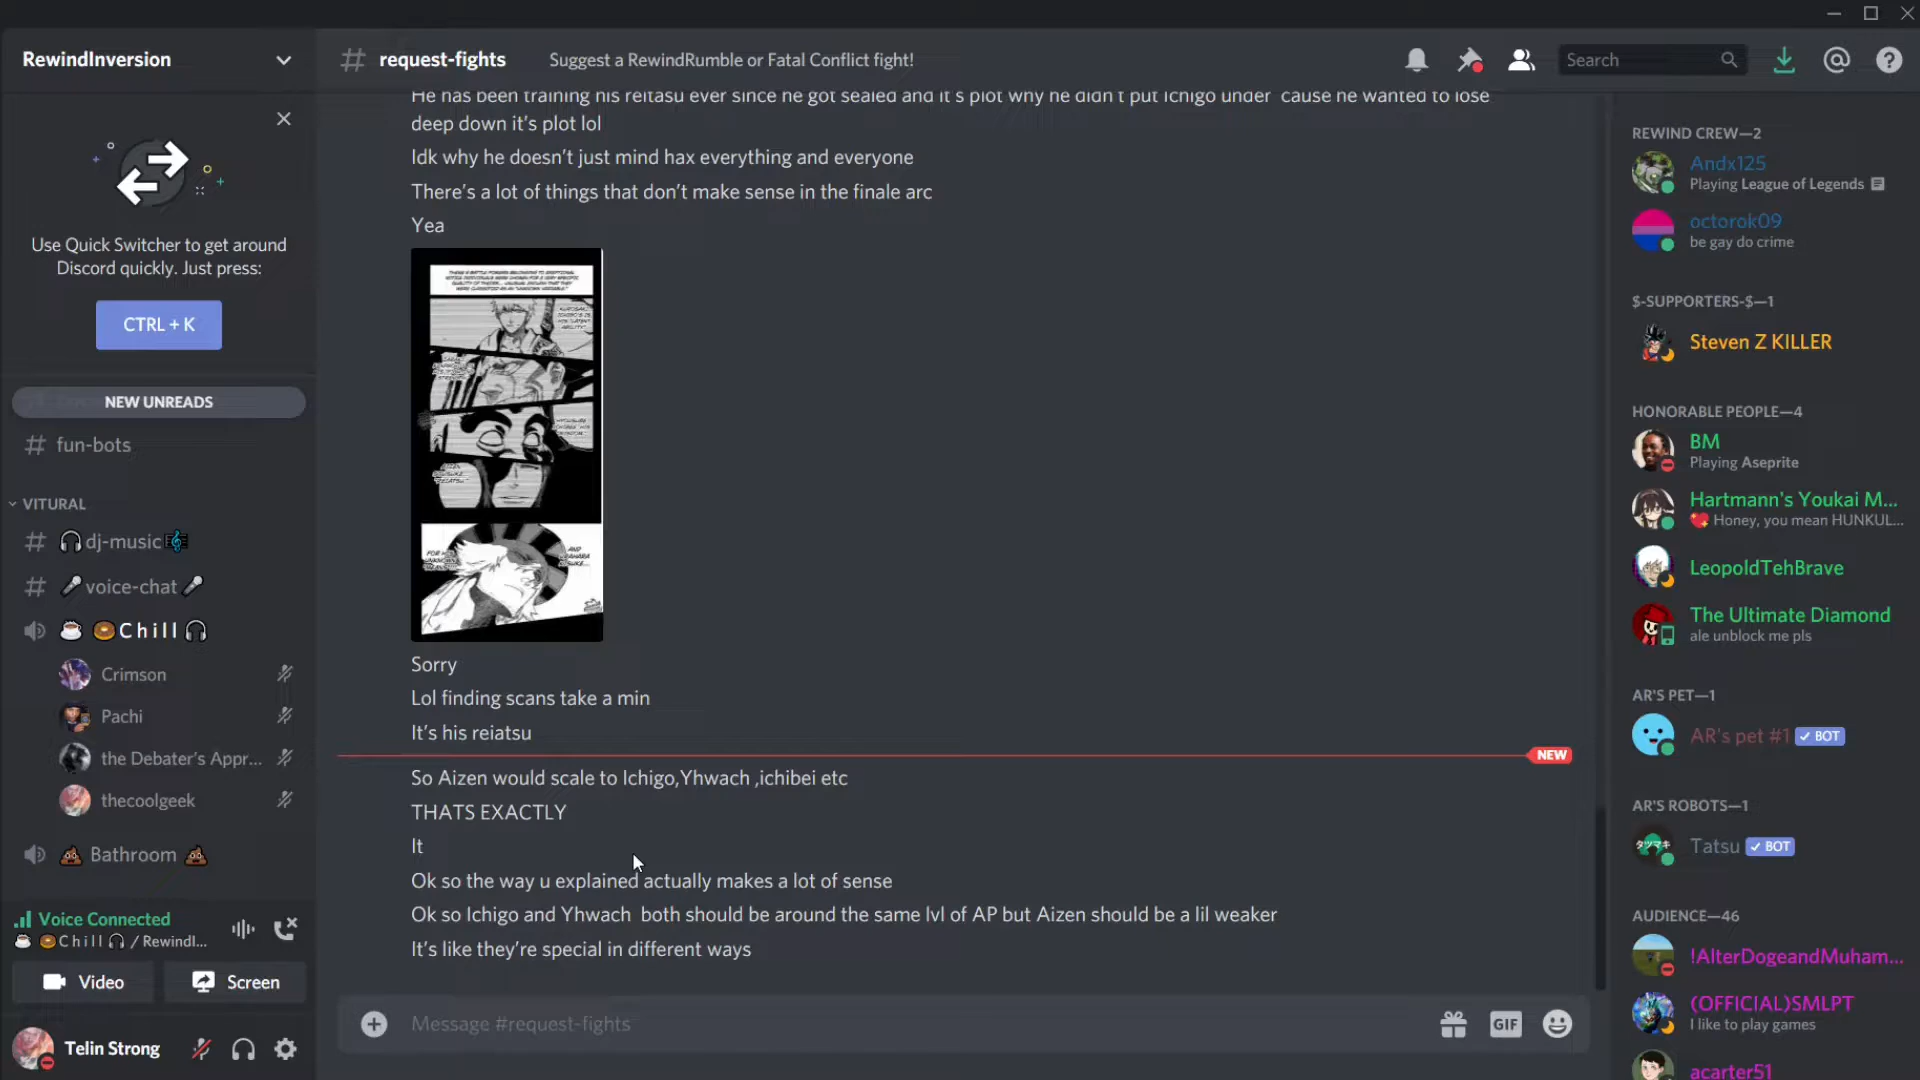 RewindInversion
request-fights
Suggest a RewindRumble or Fatal Conflict fight!
Search
Use Quick Switcher to get around
Discord quickly. Just press:
CTRL + K
NEW UNREADS
fun-bots
VITURAL
dj-music
voice-chat
Chill
Crimson
Pachi
the Debater's Appr...
thecoolgeek
Bathroom
Voice Connected
Chill / RewindI...
Video
Screen
Telin Strong
He has been training his reitasu ever since he got sealed and it's plot why he didn't put Ichigo under 'cause he wanted to lose
deep down it's plot lol
Idk why he doesn't just mind hax everything and everyone
There's a lot of things that don't make sense in the finale arc
Yea
Sorry
Lol finding scans take a min
It's his reiatsu
NEW
So Aizen would scale to Ichigo,Yhwach ,ichibei etc
THATS EXACTLY
It
Ok so the way u explained actually makes a lot of sense
Ok so Ichigo and Yhwach both should be around the same lvl of AP but Aizen should be a lil weaker
It's like they're special in different ways
Message #request-fights
GIF
REWIND CREW—2
Andx125
Playing League of Legends
octorok09
be gay do crime
$-SUPPORTERS-$—1
Steven Z KILLER
HONORABLE PEOPLE—4
BM
Playing Aseprite
Hartmann's Youkai M...
Honey, you mean HUNKUL...
LeopoldTehBrave
The Ultimate Diamond
ale unblock me pls
AR'S PET—1
AR's pet #1
BOT
AR'S ROBOTS—1
Tatsu
BOT
AUDIENCE—46
!AlterDogeandMuham...
(OFFICIAL)SMLPT
I like to play games
acarter51